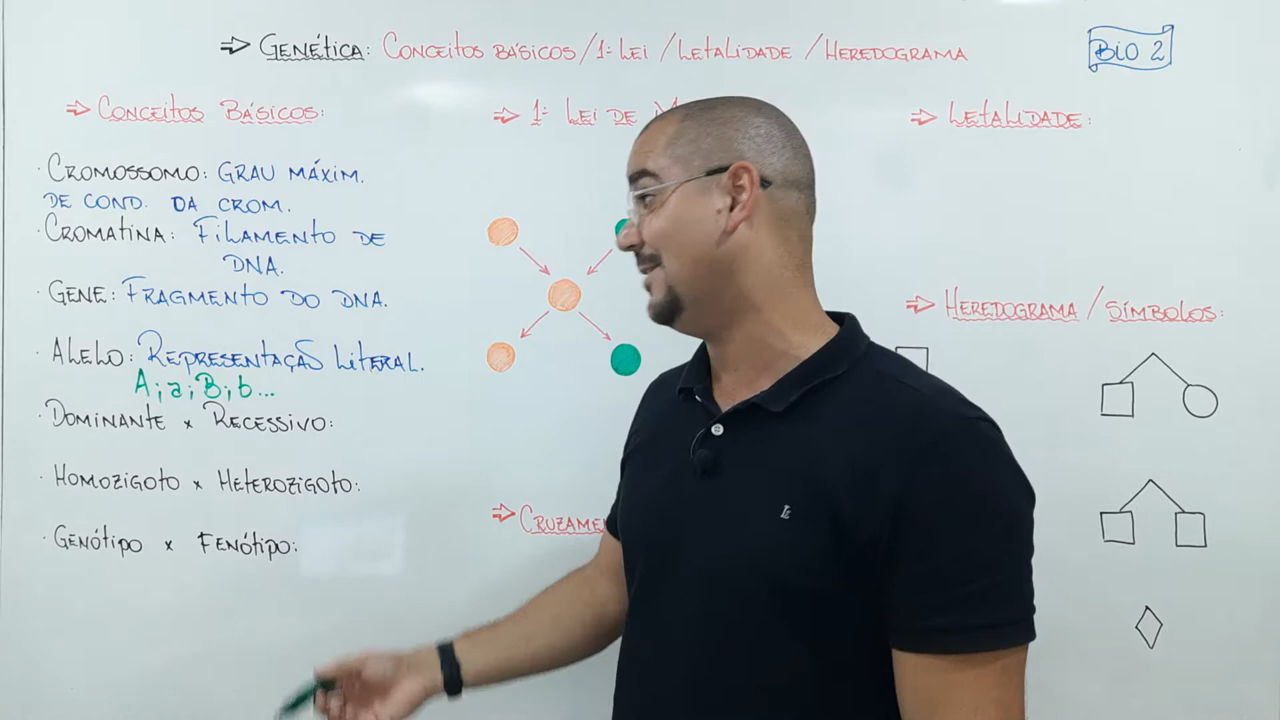 ⇒ GENÉTICA: CONCEITOS BÁSICOS / 1ª LEI / LETALIDADE / HEREDOGRAMA
BIO 2
⇒ CONCEITOS BÁSICOS:
· CROMOSSOMO: GRAU MÁXIM.
DE COND. DA CROM.
· CROMATINA: FILAMENTO DE
DNA.
· GENE: FRAGMENTO DO DNA.
· ALELO: REPRESENTAÇÃO LITERAL.
A; a; B; b...
· DOMINANTE x RECESSIVO:
· HOMOZIGOTO x HETEROZIGOTO:
· GENÓTIPO x FENÓTIPO:
⇒ 1ª LEI DE
⇒ LETALIDADE:
⇒ HEREDOGRAMA / SÍMBOLOS: